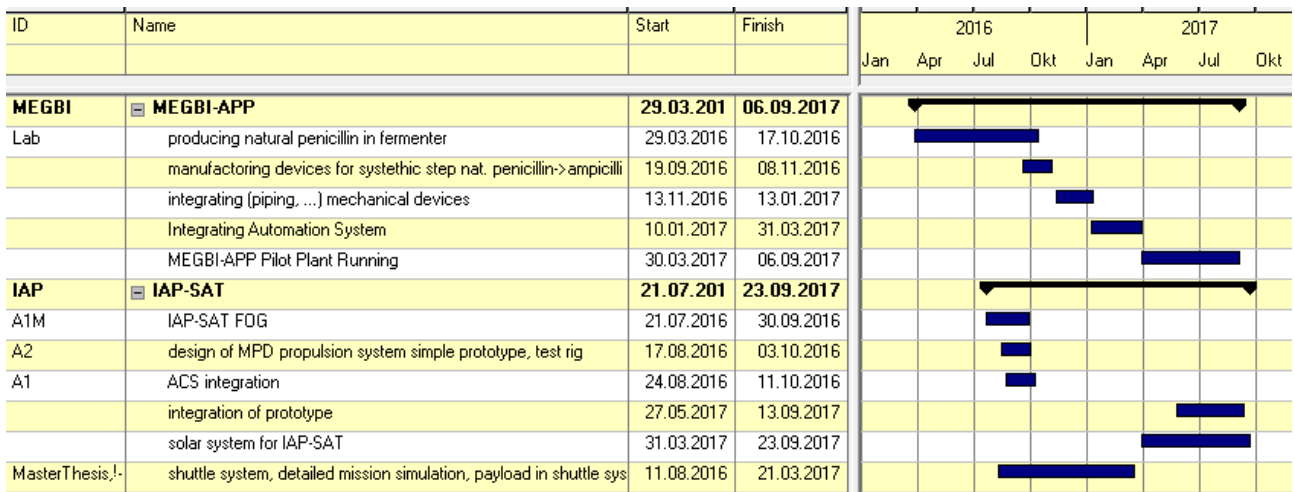 ID Name Start Finish 2016 2017
Jan Apr Jul Okt Jan Apr Jul Okt
MEGBI MEGBI-APP 29.03.201 06.09.2017
Lab producing natural penicillin in fermenter 29.03.2016 17.10.2016
manufactoring devices for systethic step nat. penicillin->ampicilli 19.09.2016 08.11.2016
integrating (piping, ...) mechanical devices 13.11.2016 13.01.2017
Integrating Automation System 10.01.2017 31.03.2017
MEGBI-APP Pilot Plant Running 30.03.2017 06.09.2017
IAP IAP-SAT 21.07.201 23.09.2017
A1M IAP-SAT FOG 21.07.2016 30.09.2016
A2 design of MPD propulsion system simple prototype, test rig 17.08.2016 03.10.2016
A1 ACS integration 24.08.2016 11.10.2016
integration of prototype 27.05.2017 13.09.2017
solar system for IAP-SAT 31.03.2017 23.09.2017
MasterThesis,!- shuttle system, detailed mission simulation, payload in shuttle sys 11.08.2016 21.03.2017